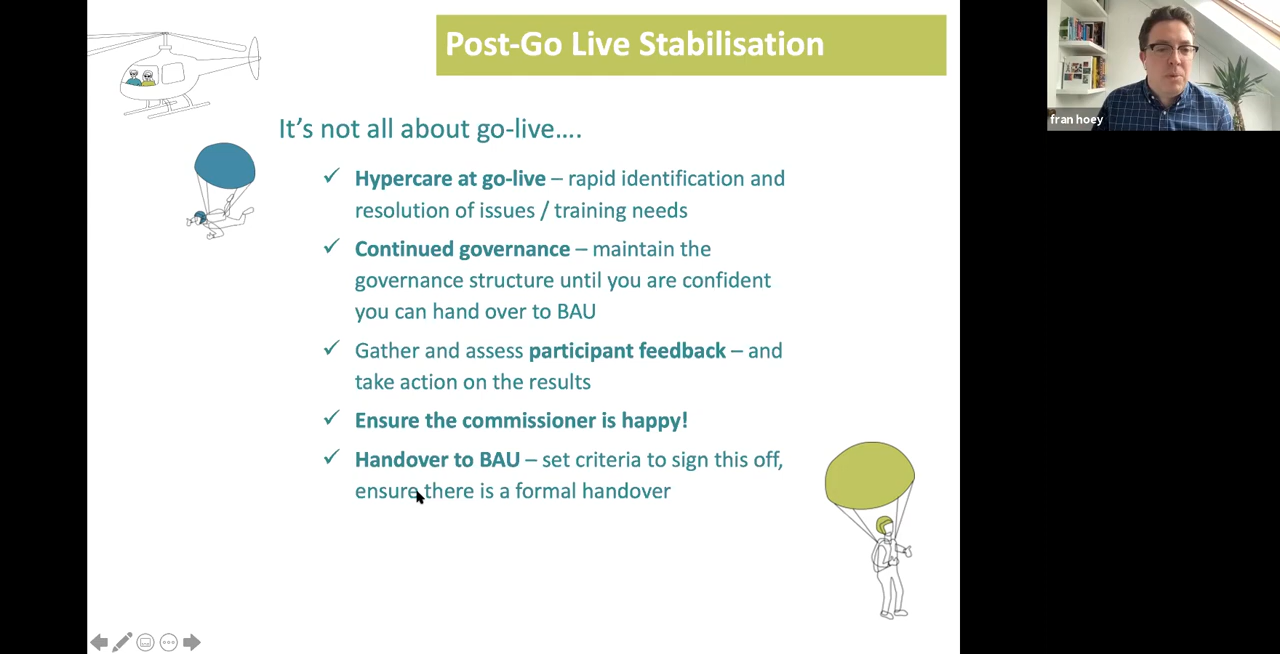 Post-Go Live Stabilisation
It's not all about go-live....
✓ Hypercare at go-live – rapid identification and
resolution of issues / training needs
✓ Continued governance – maintain the
governance structure until you are confident
you can hand over to BAU
✓ Gather and assess participant feedback – and
take action on the results
✓ Ensure the commissioner is happy!
✓ Handover to BAU – set criteria to sign this off,
ensure there is a formal handover
fran hoey